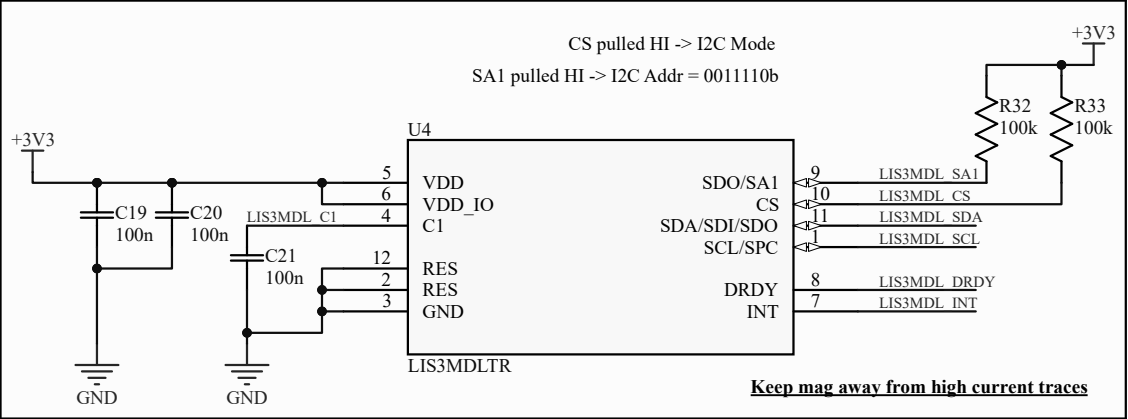 CS pulled HI -> I2C Mode
SA1 pulled HI -> I2C Addr = 0011110b
+3V3
R32
100k
R33
100k
+3V3
U4
C19
100n
C20
100n
LIS3MDL_C1
C21
100n
5 VDD
6 VDD_IO
4 C1
12 RES
2 RES
3 GND
SDO/SA1 9 LIS3MDL_SA1
CS 10 LIS3MDL_CS
SDA/SDI/SDO 11 LIS3MDL_SDA
SCL/SPC 1 LIS3MDL_SCL
DRDY 8 LIS3MDL_DRDY
INT 7 LIS3MDL_INT
LIS3MDLTR
GND
GND
Keep mag away from high current traces